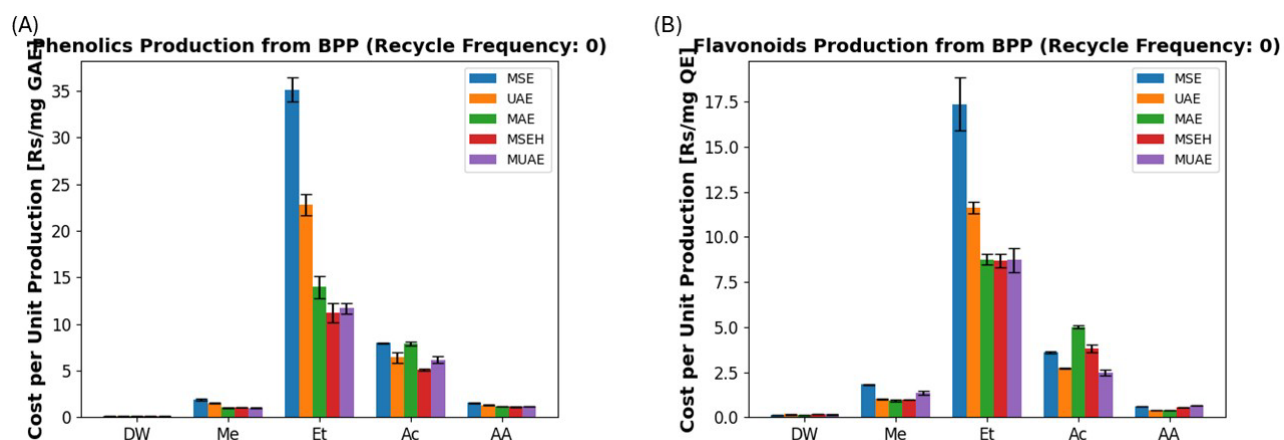 (A)
Phenolics Production from BPP (Recycle Frequency: 0)
Cost per Unit Production [Rs/mg GAE]
35
30
25
20
15
10
5
0
MSE
UAE
MAE
MSEH
MUAE
DW Me Et Ac AA
(B)
Flavonoids Production from BPP (Recycle Frequency: 0)
Cost per Unit Production [Rs/mg QE]
17.5
15.0
12.5
10.0
7.5
5.0
2.5
0.0
MSE
UAE
MAE
MSEH
MUAE
DW Me Et Ac AA